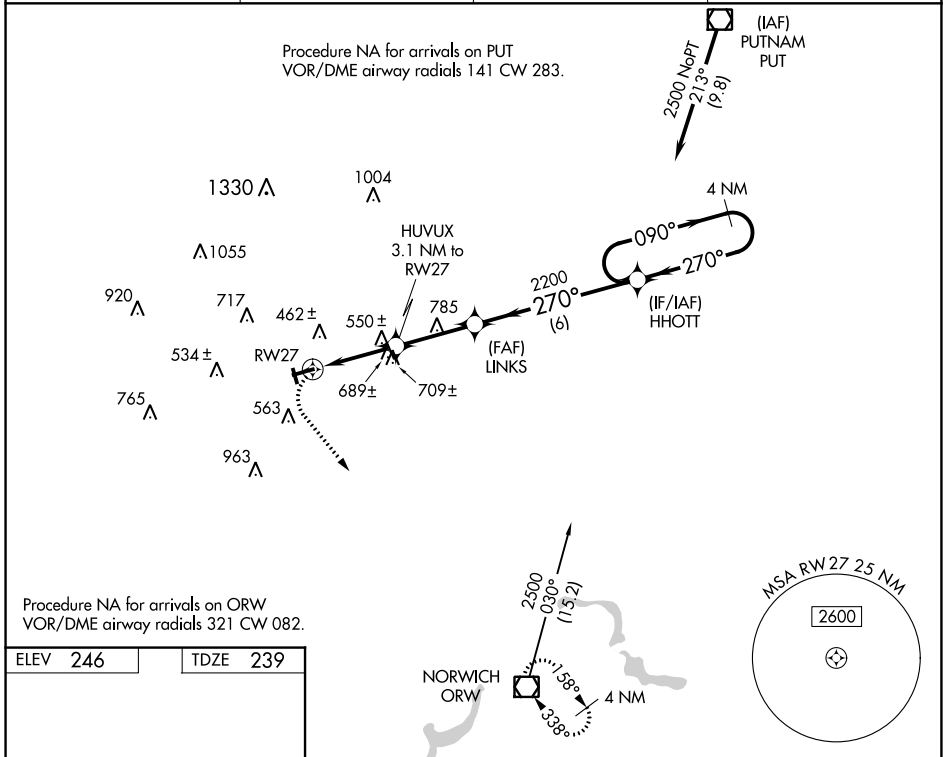 (IAF)
PUTNAM
PUT
Procedure NA for arrivals on PUT
VOR/DME airway radials 141 CW 283.
2500 NoPT
213°
(9.8)
1330
1004
4 NM
1055
HUVUX
3.1 NM to
RW27
090°
270°
920
717
462±
550±
785
2200
270°
(6)
(IF/IAF)
HHOTT
534±
RW27
(FAF)
LINKS
689±
709±
765
563
963
2500
030°
(15.2)
MSA RW27 25 NM
2600
Procedure NA for arrivals on ORW
VOR/DME airway radials 321 CW 082.
ELEV 246
TDZE 239
NORWICH
ORW
158°
338°
4 NM